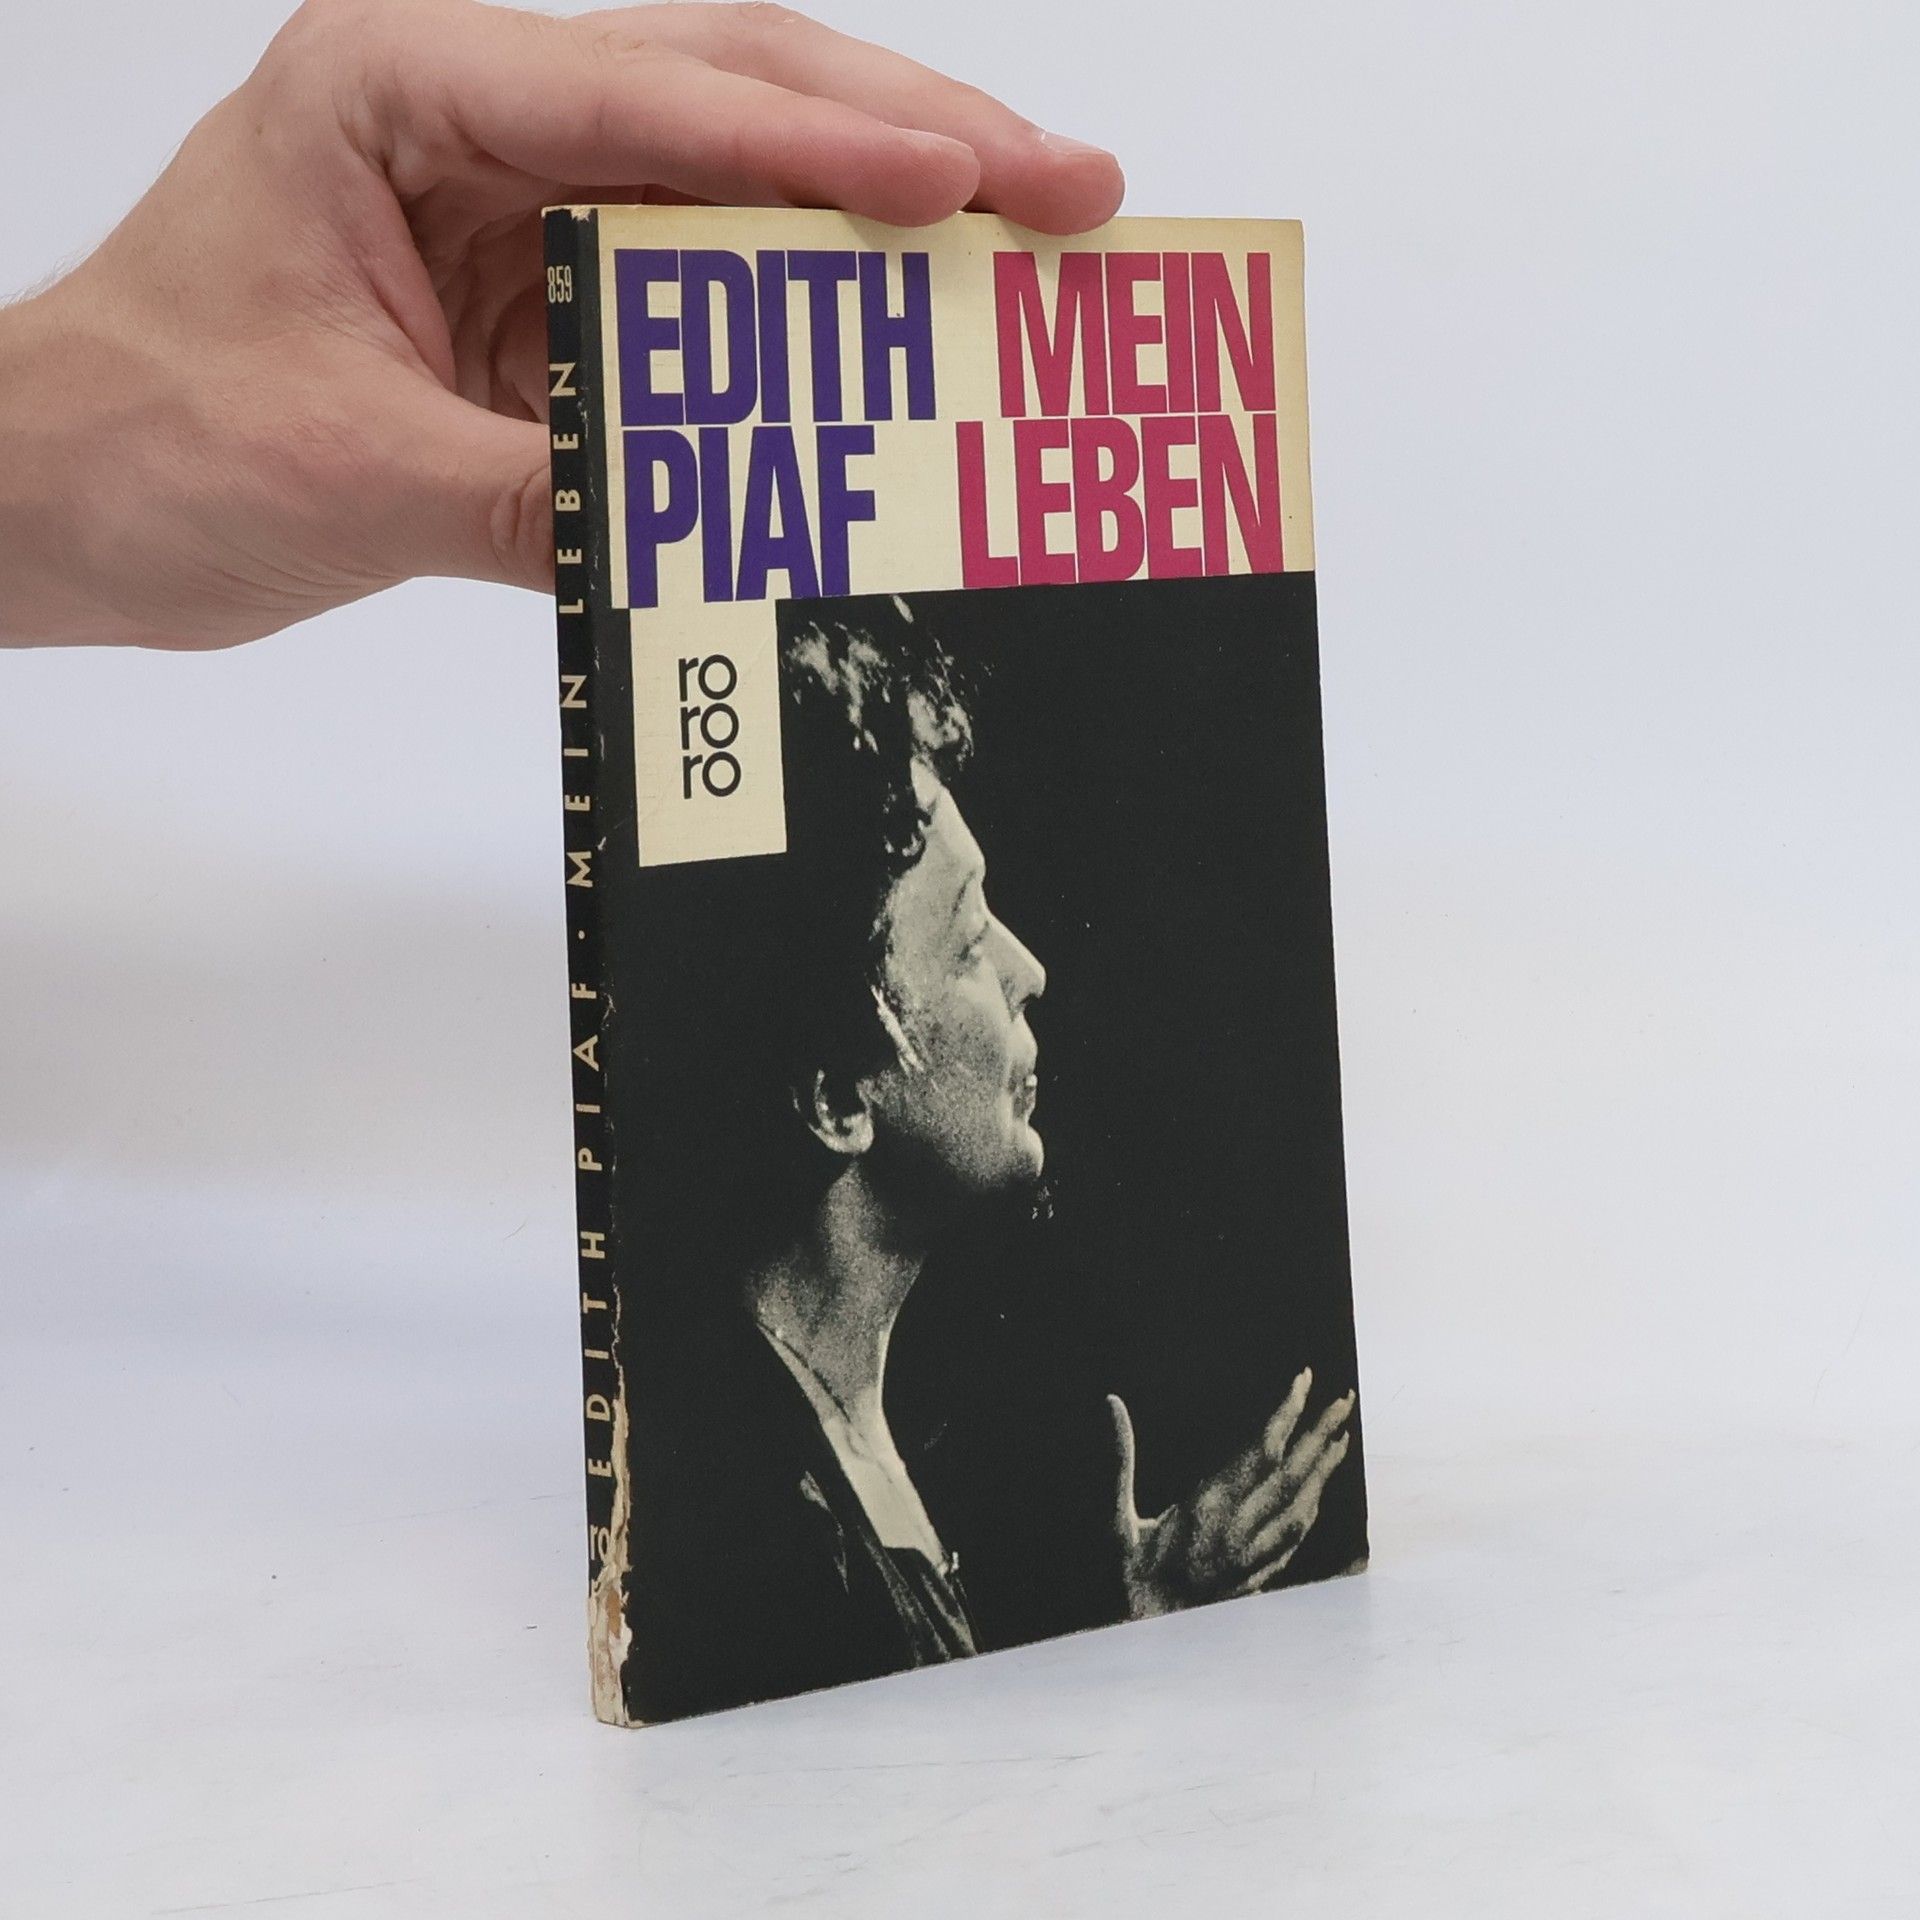 EDITH MEIN
PIAF LEBEN
ro
ro
ro
859
EDITH PIAF · MEIN LEBEN
ro